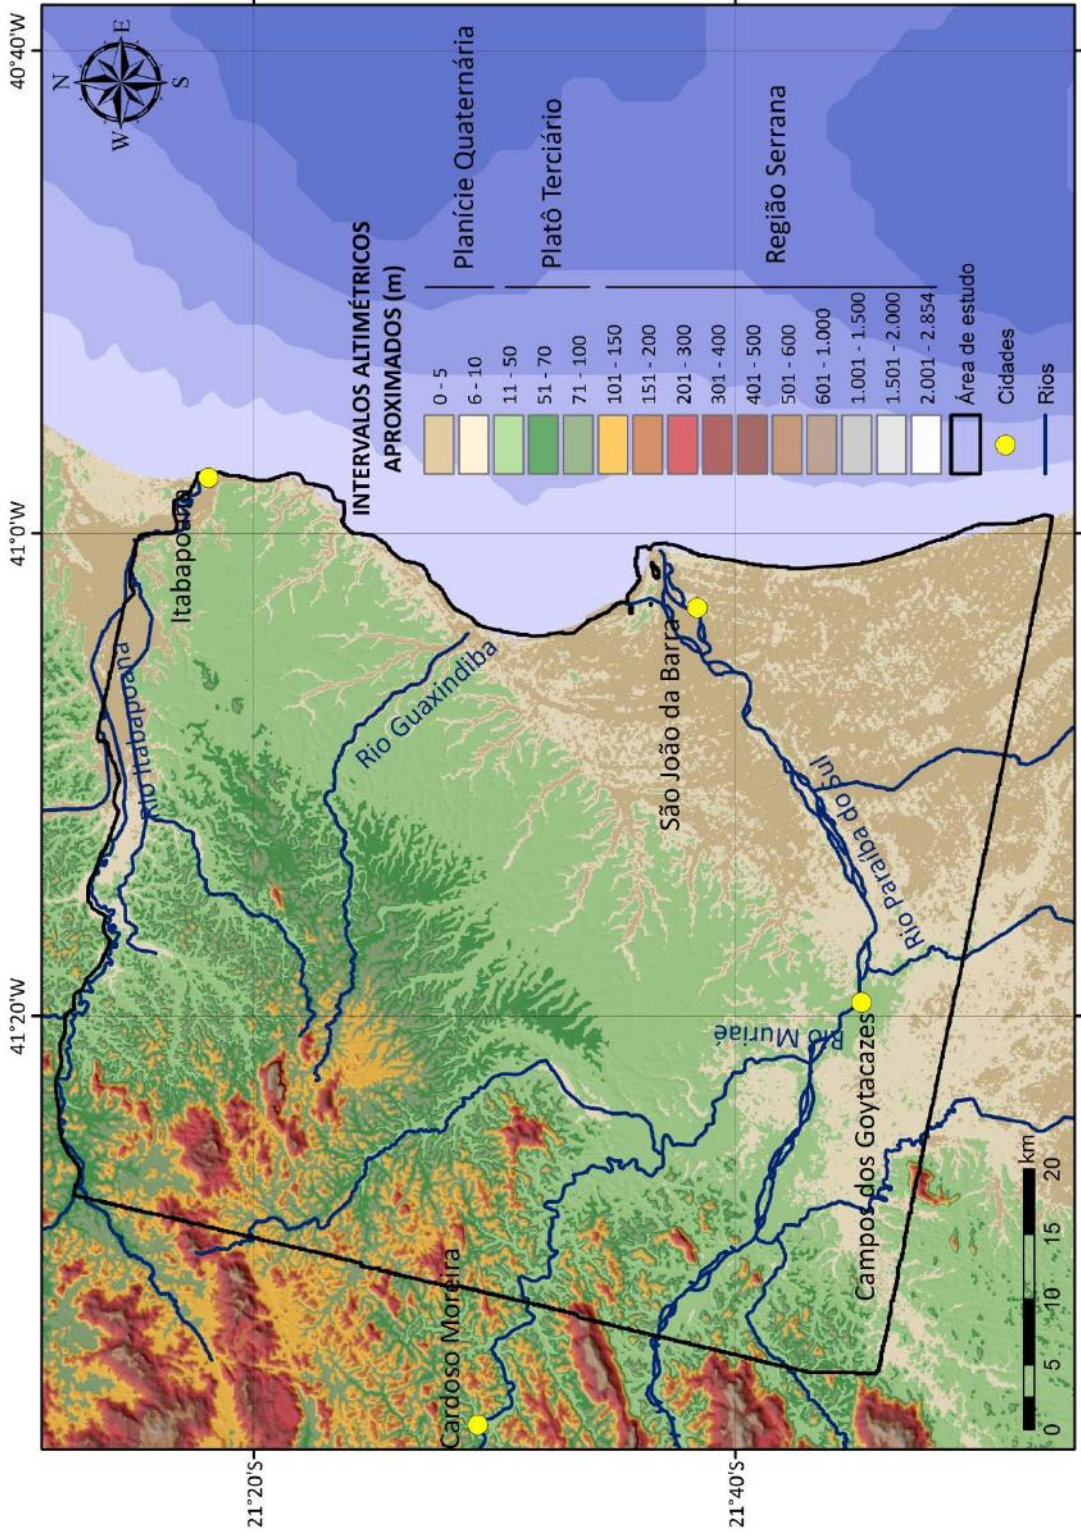 41°20'W
41°0'W
40°40'W
N
W
E
S
21°20'S
21°40'S
Itabapoana
Rio Itabapoana
Rio Guaxindiba
São João da Barra
Rio Paraíba do Sul
Rio Muriaé
Campos dos Goytacazes
Cardoso Moreira
INTERVALOS ALTIMÉTRICOS
APROXIMADOS (m)
0 - 5
6 - 10
11 - 50
51 - 70
71 - 100
101 - 150
151 - 200
201 - 300
301 - 400
401 - 500
501 - 600
601 - 1.000
1.001 - 1.500
1.501 - 2.000
2.001 - 2.854
Planície Quaternária
Platô Terciário
Região Serrana
Área de estudo
Cidades
Rios
0 5 10 15 20
km